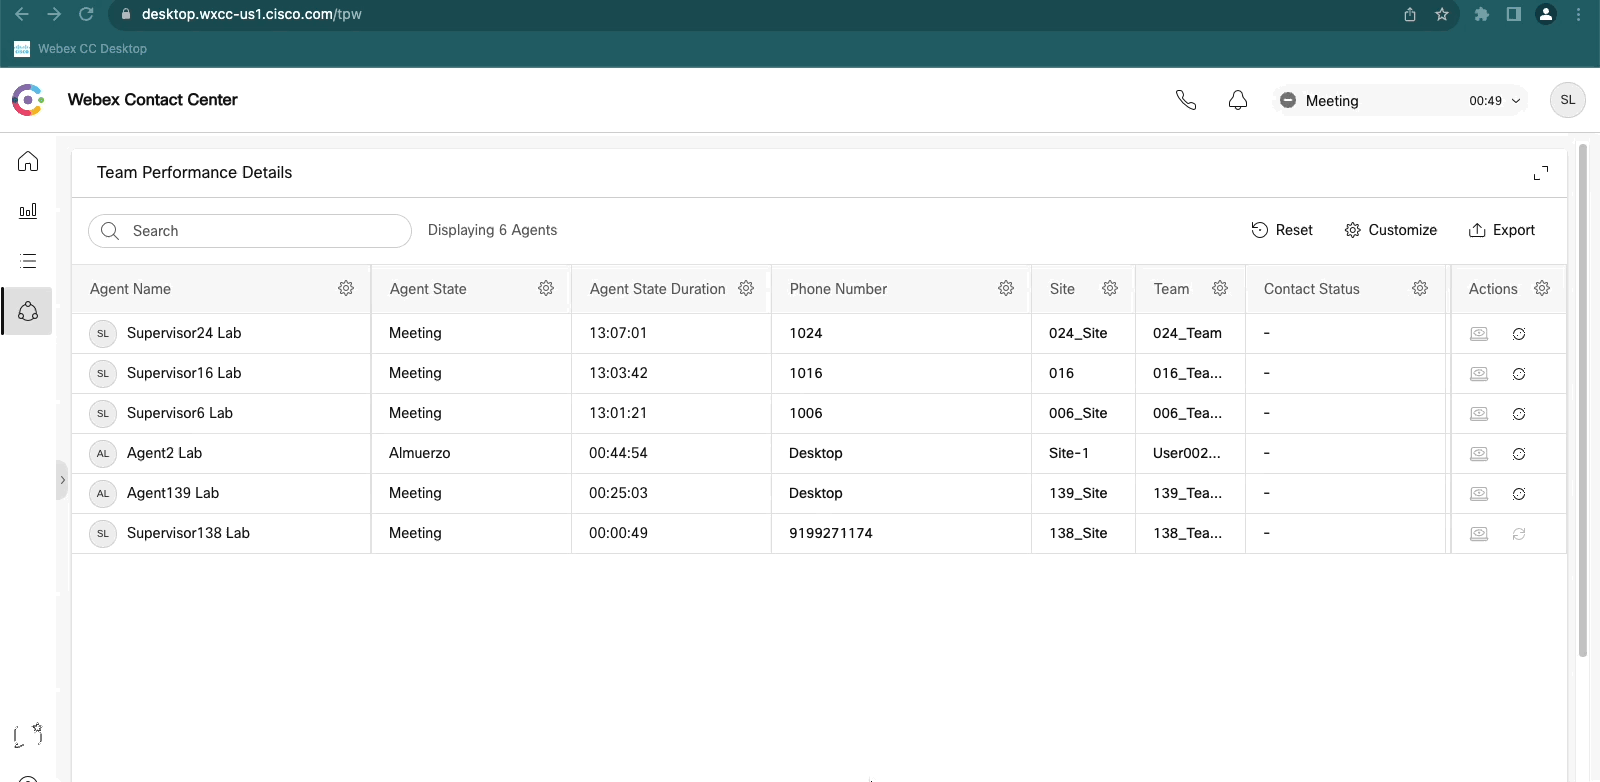 desktop.wxcc-us1.cisco.com/tpw
Webex CC Desktop
Webex Contact Center
Meeting 00:49
SL
Team Performance Details
Search
Displaying 6 Agents
Reset Customize Export
Agent Name Agent State Agent State Duration Phone Number Site Team Contact Status Actions
SL Supervisor24 Lab Meeting 13:07:01 1024 024_Site 024_Team -
SL Supervisor16 Lab Meeting 13:03:42 1016 016 016_Tea... -
SL Supervisor6 Lab Meeting 13:01:21 1006 006_Site 006_Tea... -
AL Agent2 Lab Almuerzo 00:44:54 Desktop Site-1 User002... -
AL Agent139 Lab Meeting 00:25:03 Desktop 139_Site 139_Tea... -
SL Supervisor138 Lab Meeting 00:00:49 9199271174 138_Site 138_Tea... -